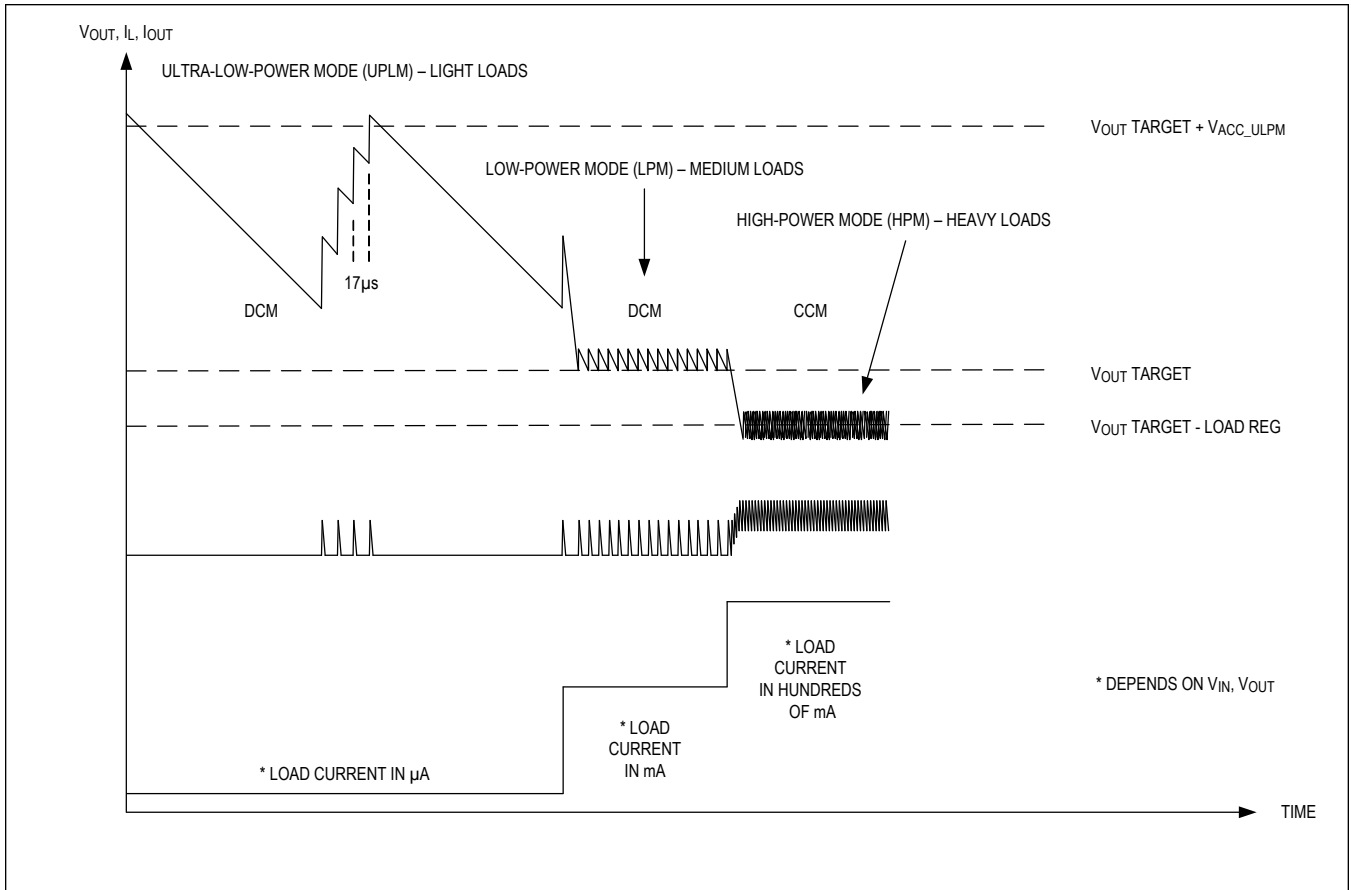 VOUT, IL, IOUT
ULTRA-LOW-POWER MODE (UPLM) – LIGHT LOADS
VOUT TARGET + VACC_ULPM
LOW-POWER MODE (LPM) – MEDIUM LOADS
HIGH-POWER MODE (HPM) – HEAVY LOADS
17µs
DCM
DCM
CCM
VOUT TARGET
VOUT TARGET - LOAD REG
* LOAD
CURRENT
IN HUNDREDS
OF mA
* DEPENDS ON VIN, VOUT
* LOAD
CURRENT
IN mA
* LOAD CURRENT IN µA
TIME